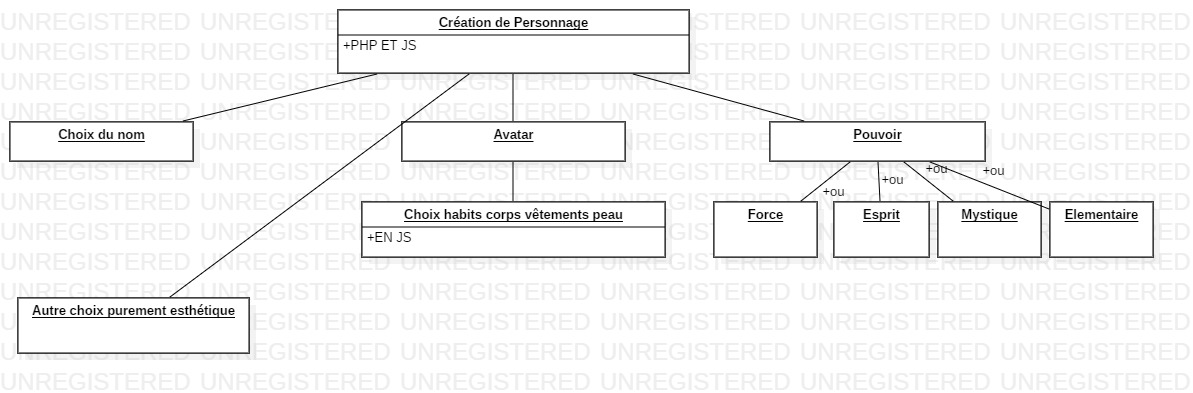 Création de Personnage
+PHP ET JS
Choix du nom
Avatar
Pouvoir
+ou
+ou
+ou
+ou
Choix habits corps vêtements peau
+EN JS
Force
Esprit
Mystique
Elementaire
Autre choix purement esthétique
UNREGISTERED UNREGISTERED UNREGISTERED UNREGISTERED UNREGISTERED UNREGISTERED